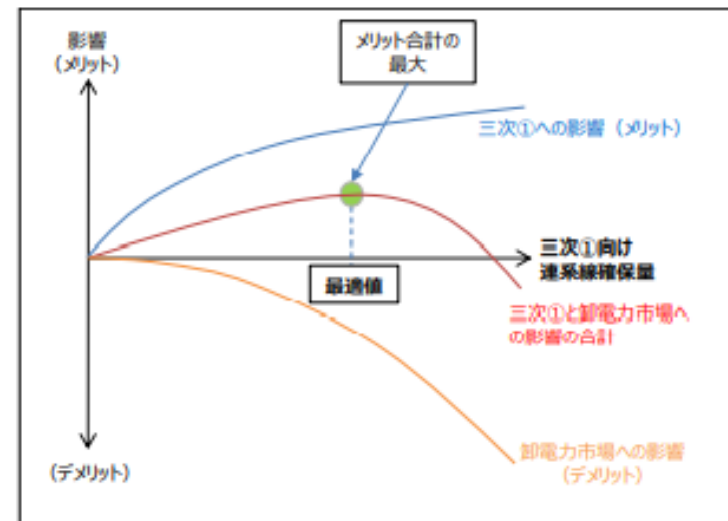 影響
（メリット）
メリット合計の
最大
三次①への影響（メリット）
三次①向け
連系線確保量
最適値
三次①と卸電力市場へ
の影響の合計
卸電力市場への影響
（デメリット）
（デメリット）